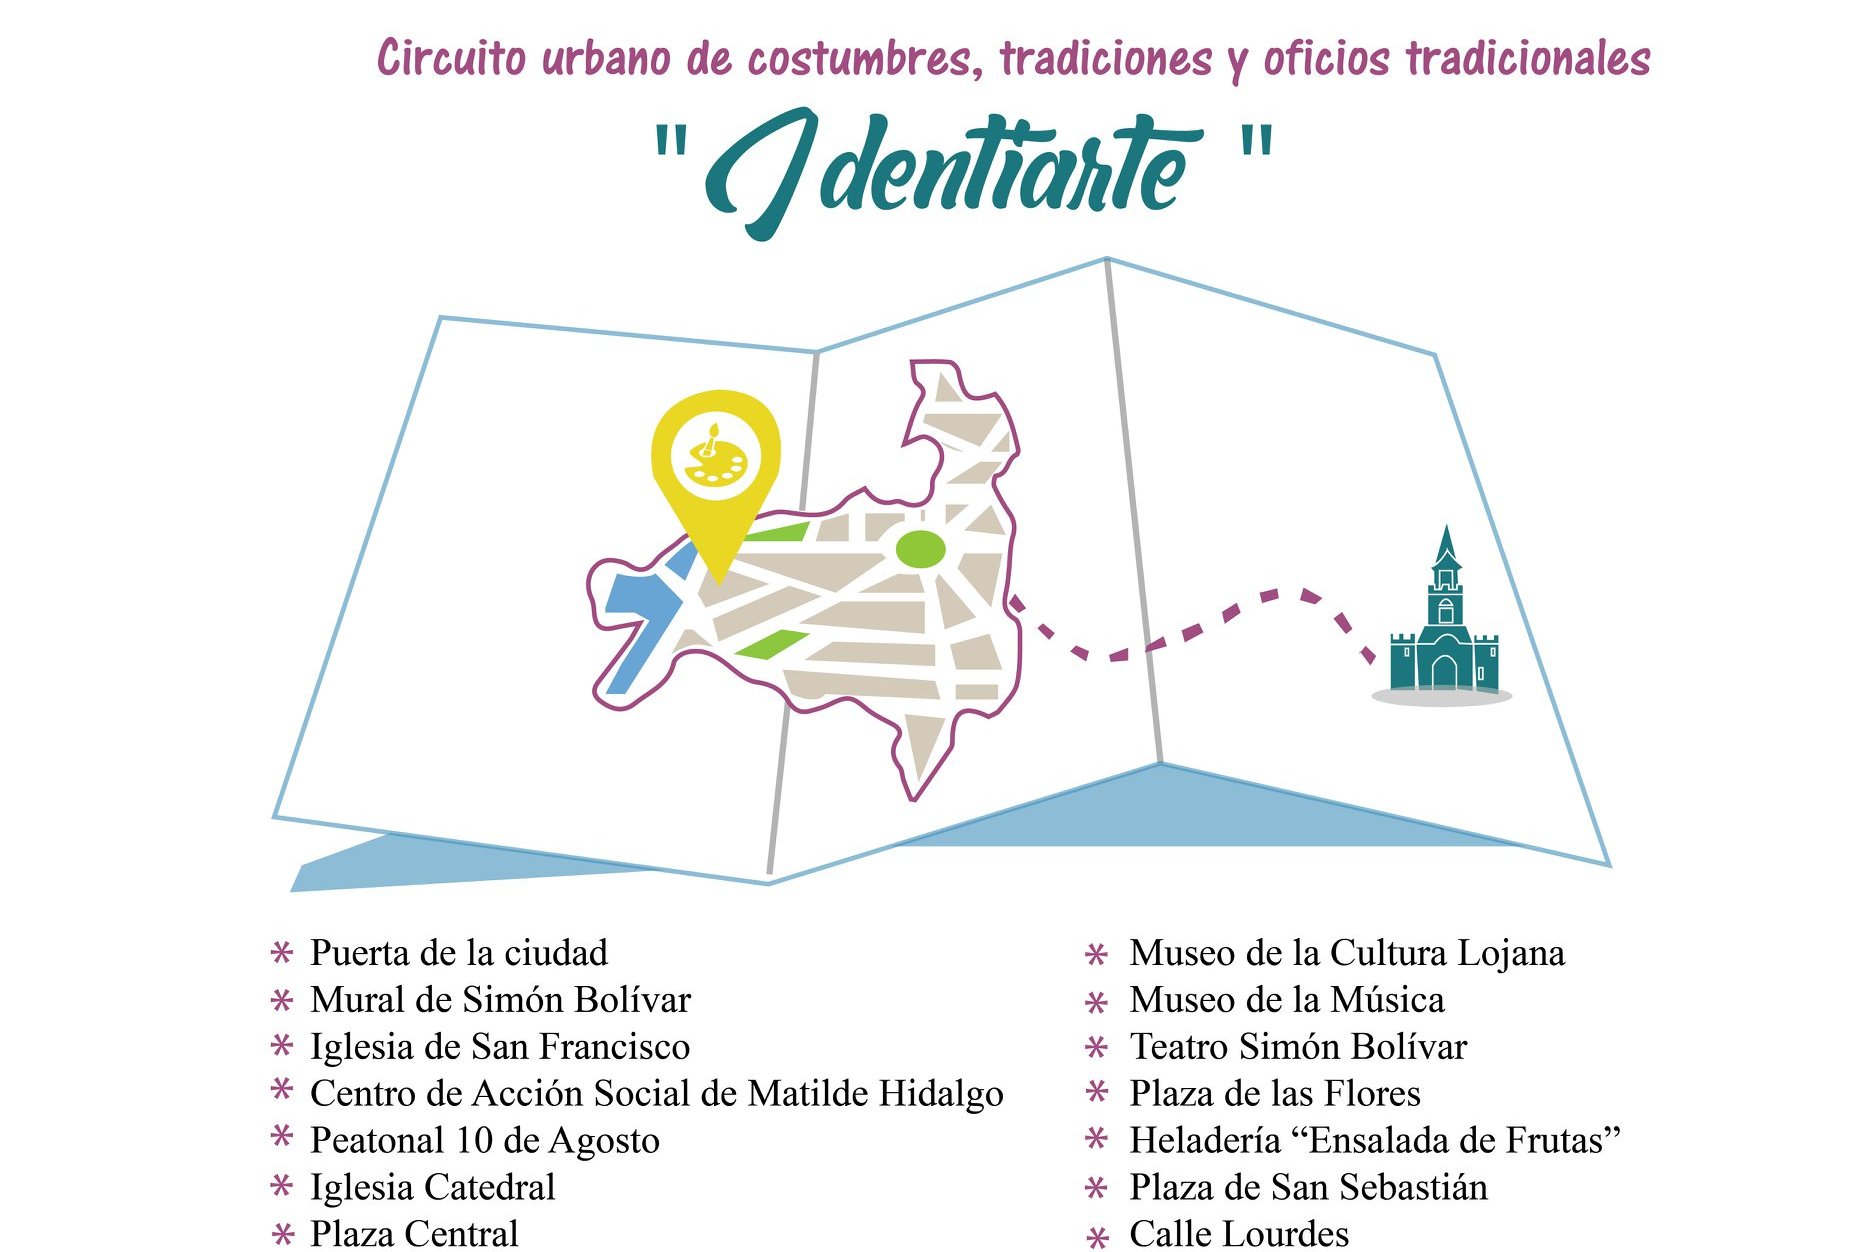 Circuito urbano de costumbres, tradiciones y oficios tradicionales
" Identiarte "
* Puerta de la ciudad
* Mural de Simón Bolívar
* Iglesia de San Francisco
* Centro de Acción Social de Matilde Hidalgo
* Peatonal 10 de Agosto
* Iglesia Catedral
* Plaza Central
* Museo de la Cultura Lojana
* Museo de la Música
* Teatro Simón Bolívar
* Plaza de las Flores
* Heladería “Ensalada de Frutas”
* Plaza de San Sebastián
* Calle Lourdes